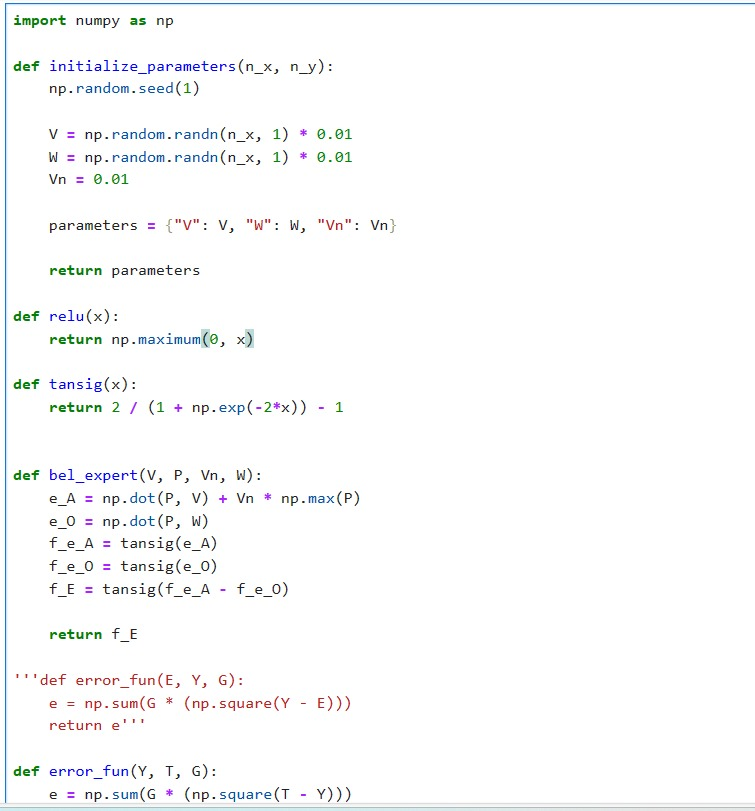 import numpy as np
def initialize_parameters(n_x, n_y):
    np.random.seed(1)
    V = np.random.randn(n_x, 1) * 0.01
    W = np.random.randn(n_x, 1) * 0.01
    Vn = 0.01
    parameters = {"V": V, "W": W, "Vn": Vn}
    return parameters
def relu(x):
    return np.maximum(0, x)
def tansig(x):
    return 2 / (1 + np.exp(-2*x)) - 1
def bel_expert(V, P, Vn, W):
    e_A = np.dot(P, V) + Vn * np.max(P)
    e_O = np.dot(P, W)
    f_e_A = tansig(e_A)
    f_e_O = tansig(e_O)
    f_E = tansig(f_e_A - f_e_O)
    return f_E
'''def error_fun(E, Y, G):
    e = np.sum(G * (np.square(Y - E)))
    return e'''
def error_fun(Y, T, G):
    e = np.sum(G * (np.square(T - Y)))